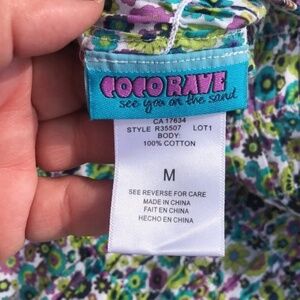 COCO RAVE
see you on the sand
CA 17634
STYLE R35507 LOT1
BODY:
100% COTTON
M
SEE REVERSE FOR CARE
MADE IN CHINA
FAIT EN CHINA
HECHO EN CHINA